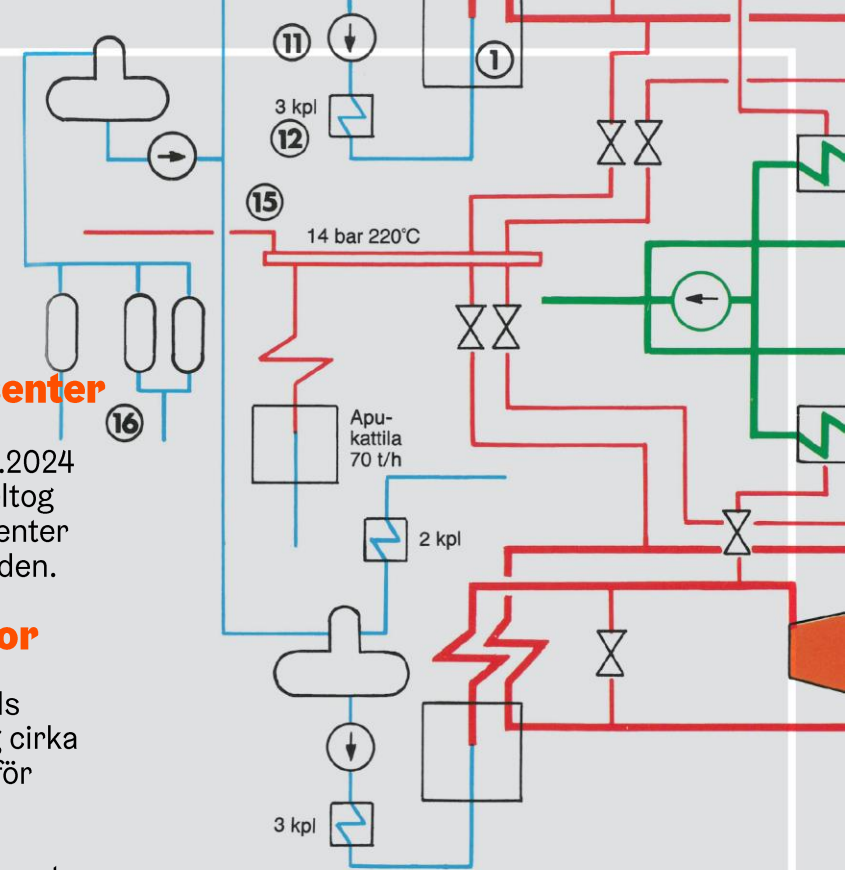 11
1
3 kpl
12
15
14 bar 220°C
enter
16
Apu-
kattila
70 t/h
.2024
ltog
enter
den.
2 kpl
or
ls
cirka
för
3 kpl